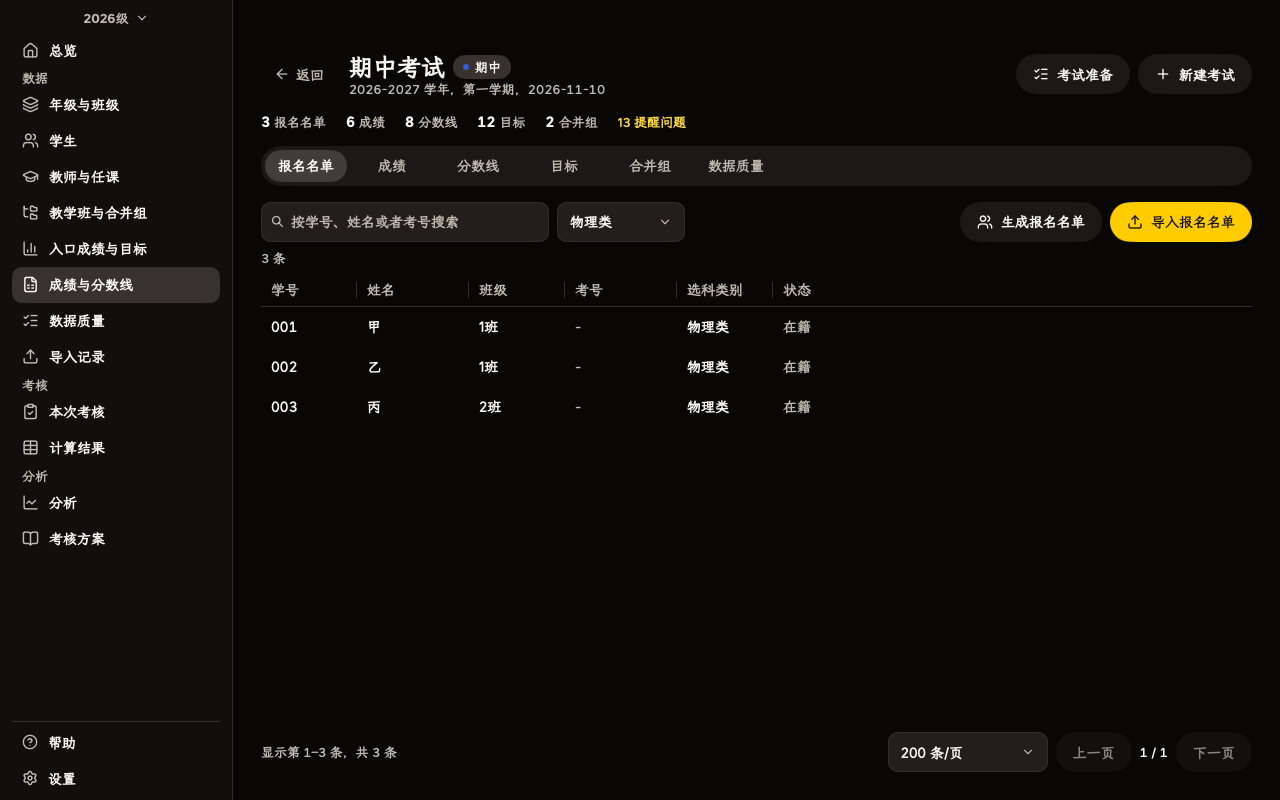 2026级
总览
数据
年级与班级
学生
教师与任课
教学班与合并组
入口成绩与目标
成绩与分数线
数据质量
导入记录
考核
本次考核
计算结果
分析
分析
考核方案
帮助
设置
返回
期中考试
期中
2026-2027 学年，第一学期，2026-11-10
考试准备
新建考试
3 报名名单 6 成绩 8 分数线 12 目标 2 合并组 13 提醒问题
报名名单 成绩 分数线 目标 合并组 数据质量
按学号、姓名或者考号搜索
物理类
生成报名名单
导入报名名单
3 条
学号 姓名 班级 考号 选科类别 状态
001 甲 1班 - 物理类 在籍
002 乙 1班 - 物理类 在籍
003 丙 2班 - 物理类 在籍
显示第 1–3 条，共 3 条
200 条/页
上一页
1 / 1
下一页